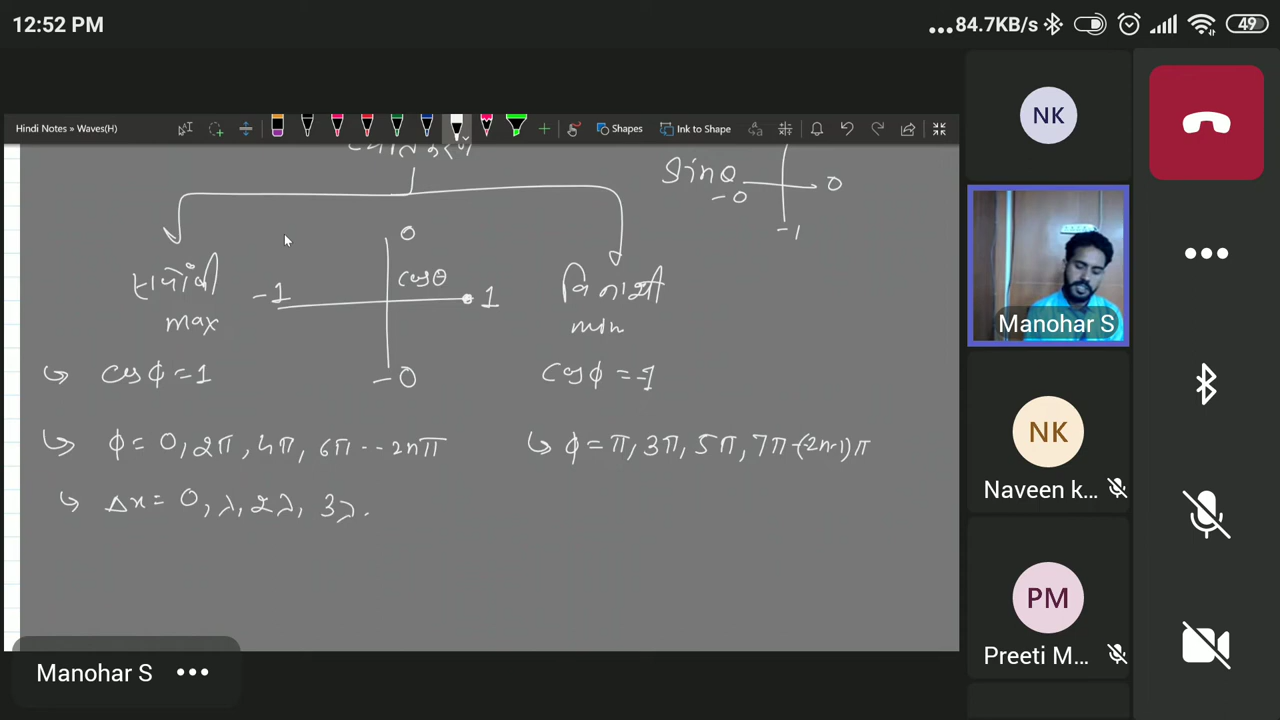 12:52 PM
84.7KB/s
49
Hindi Notes » Waves(H)
Shapes
Ink to Shape
NK
sinθ
0
-0
-1
0
cosθ
-1
1
-0
max
min
cosφ = 1
cosφ = -1
φ = 0, 2π, 4π, 6π -- 2nπ
φ = π, 3π, 5π, 7π -(2n-1)π
Δx = 0, λ, 2λ, 3λ.
Manohar S
NK
Naveen k...
PM
Preeti M...
Manohar S